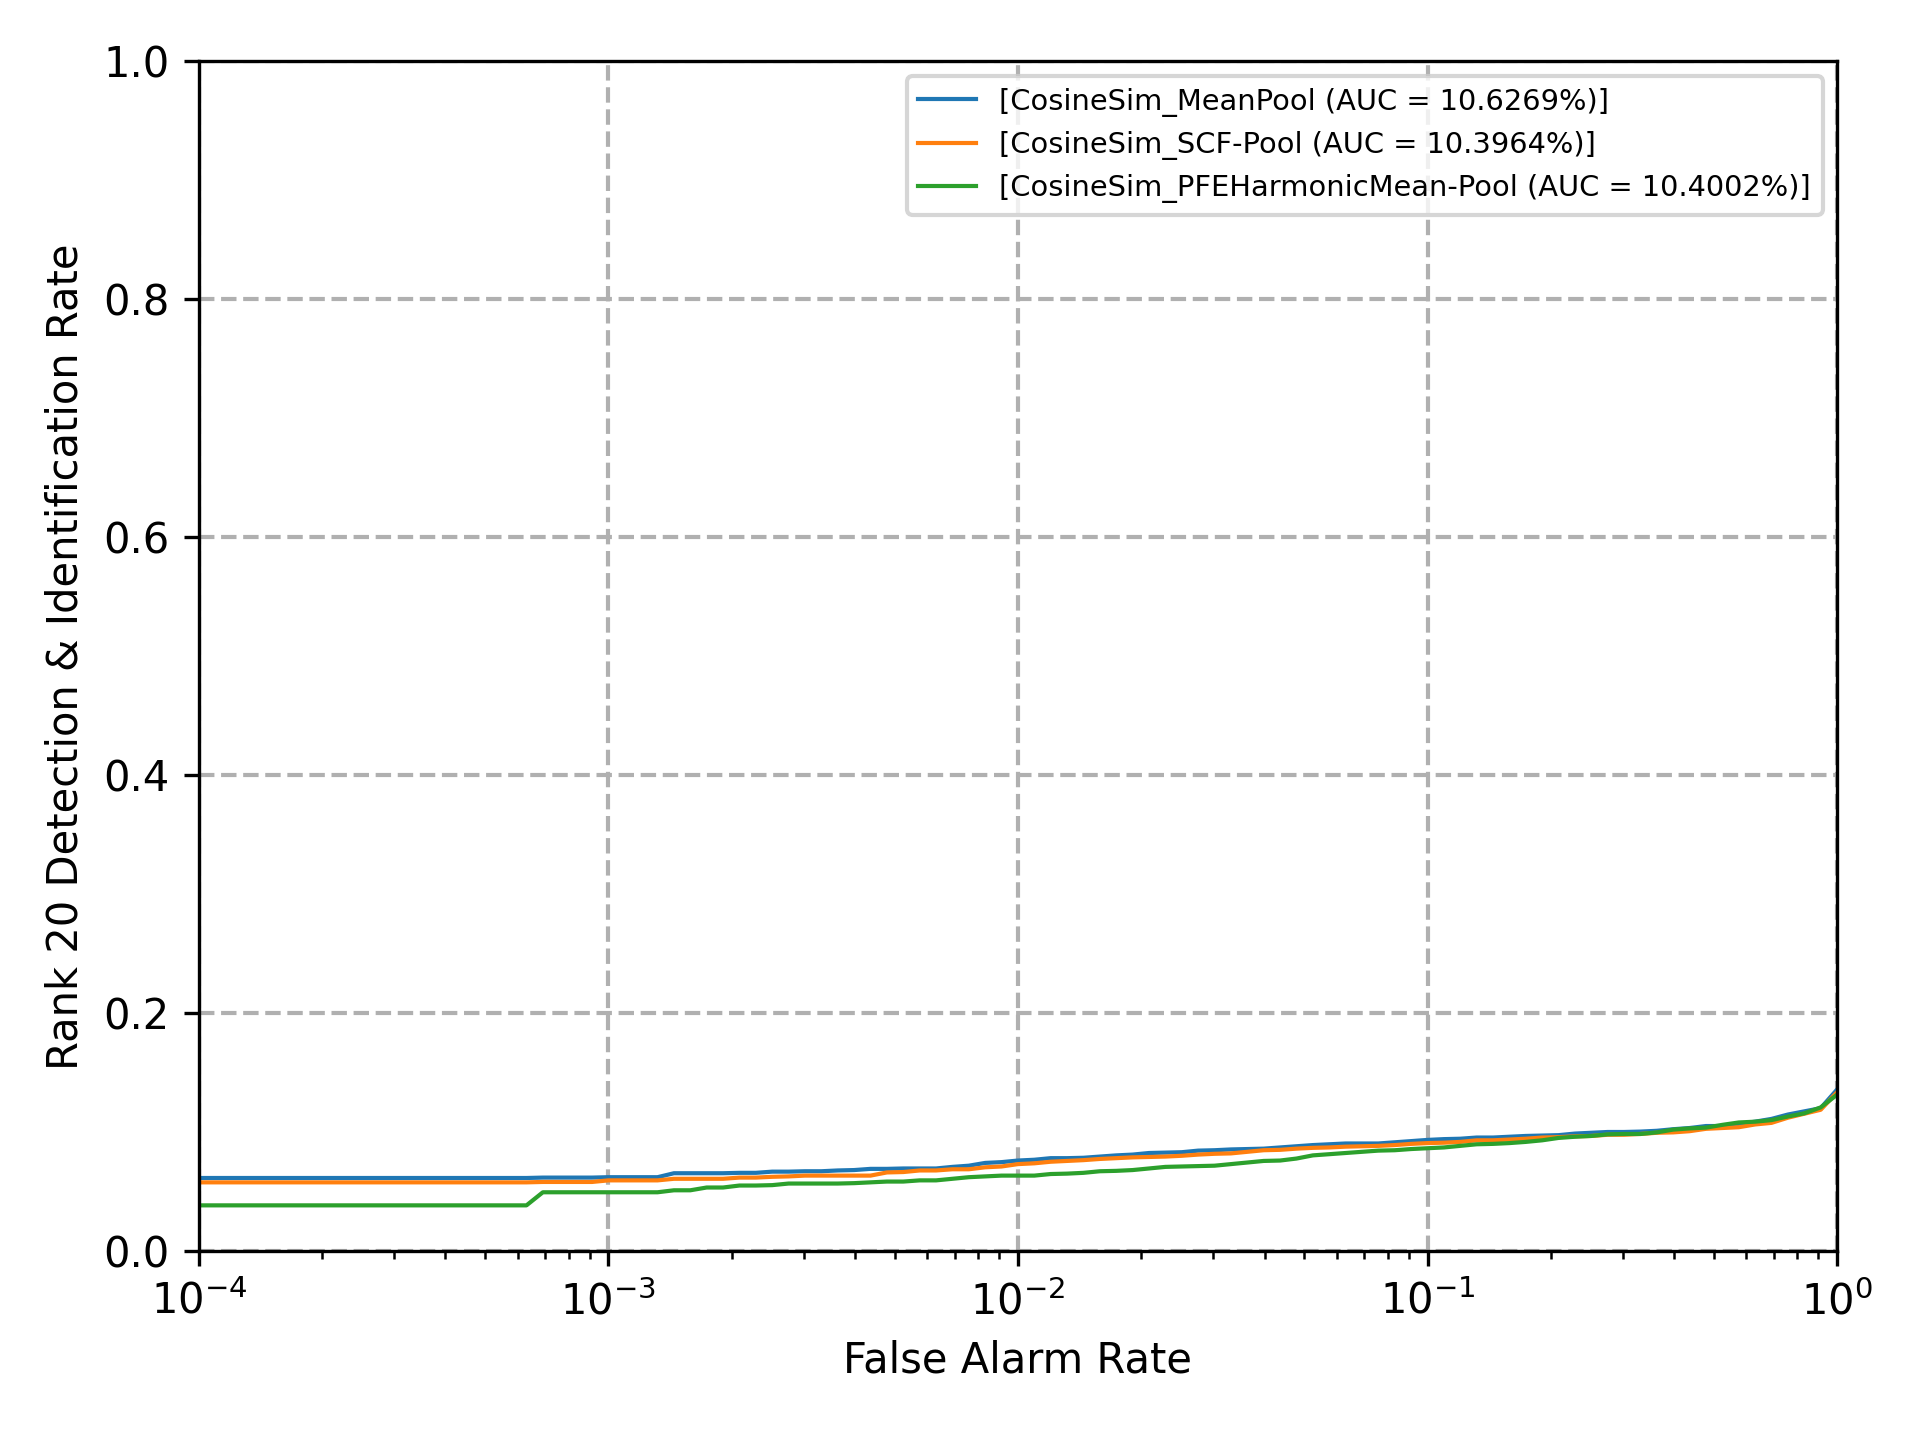 [CosineSim_MeanPool (AUC = 10.6269%)]
[CosineSim_SCF-Pool (AUC = 10.3964%)]
[CosineSim_PFEHarmonicMean-Pool (AUC = 10.4002%)]
Rank 20 Detection & Identification Rate
1.0
0.8
0.6
0.4
0.2
0.0
10⁻⁴ 10⁻³ 10⁻² 10⁻¹ 10⁰
False Alarm Rate